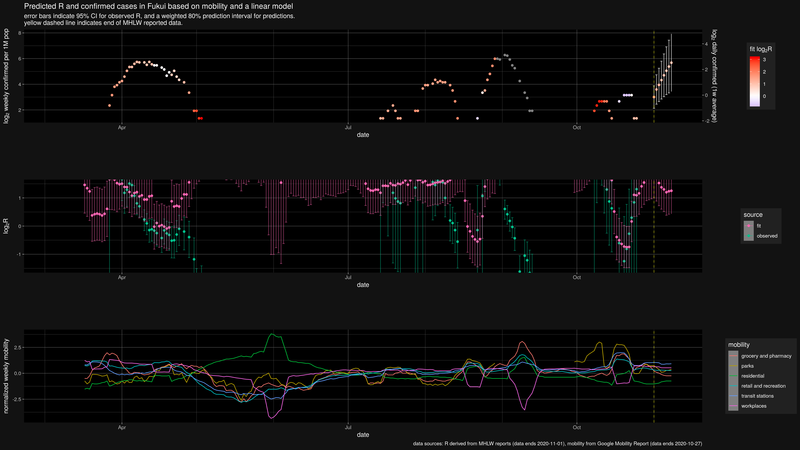 Predicted R and confirmed cases in Fukui based on mobility and a linear model
error bars indicate 95% CI for observed R, and a weighted 80% prediction interval for predictions.
yellow dashed line indicates end of MHLW reported data.
log₂ weekly confirmed per 1M pop
8
6
4
2
log₂ daily confirmed (1w average)
4
2
0
-2
Apr
Jul
Oct
date
fit log₂R
3
2
1
0
log₂R
1
0
-1
Apr
Jul
Oct
date
source
fit
observed
normalised weekly mobility
2.5
0.0
-2.5
Apr
Jul
Oct
date
mobility
grocery and pharmacy
parks
residential
retail and recreation
transit stations
workplaces
data sources: R derived from MHLW reports (data ends 2020-11-01), mobility from Google Mobility Report (data ends 2020-10-27)